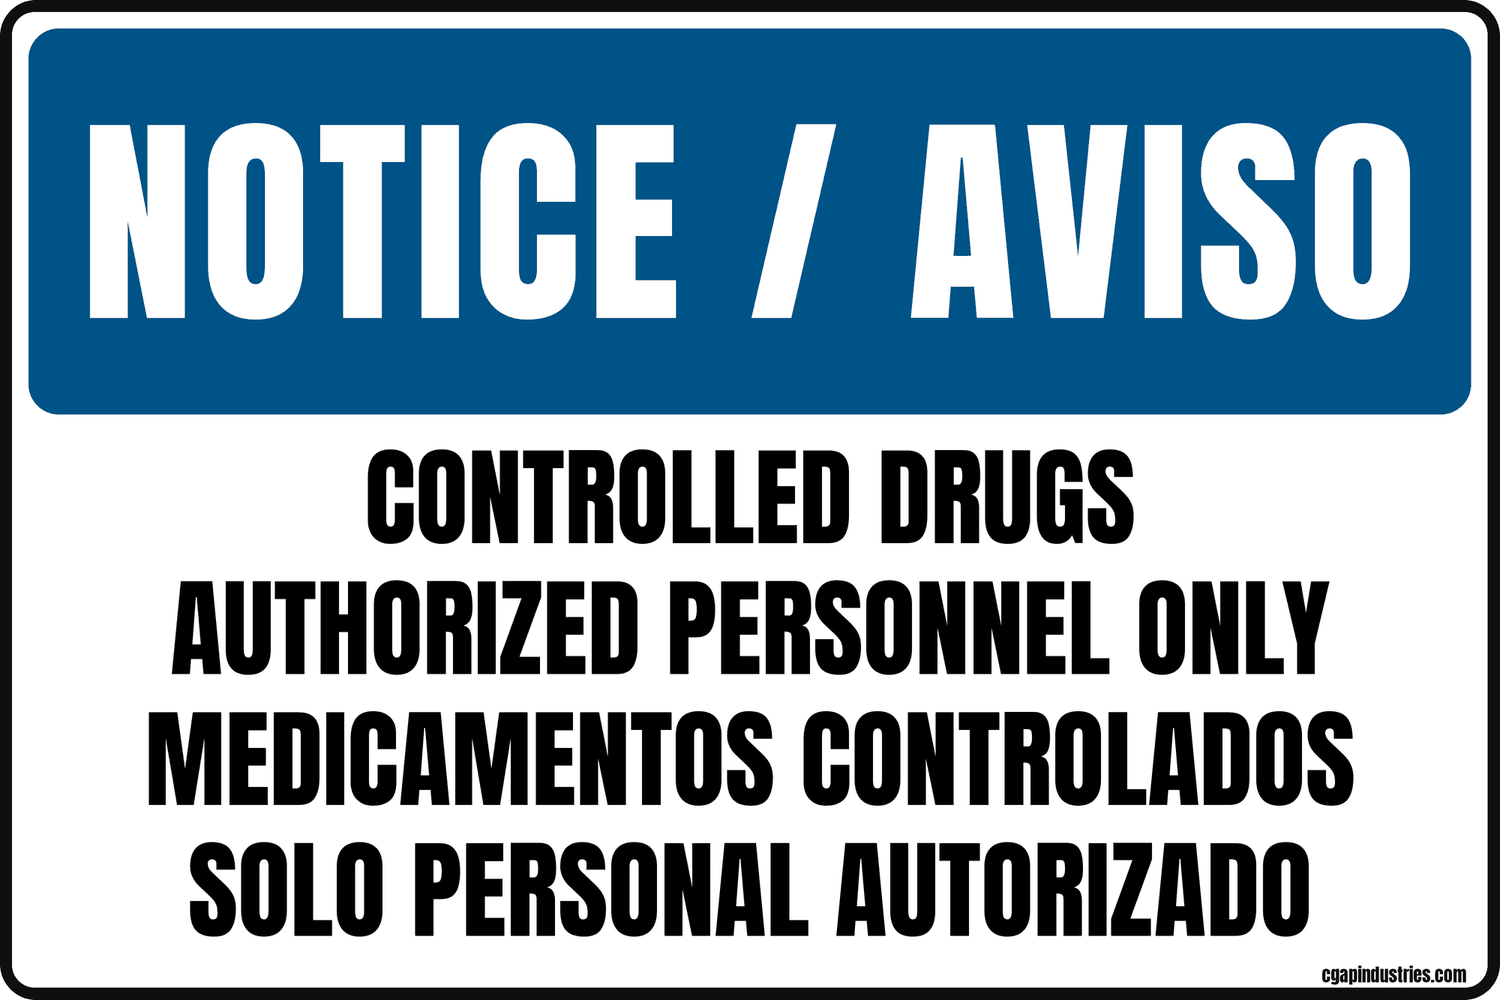 NOTICE / AVISO
CONTROLLED DRUGS
AUTHORIZED PERSONNEL ONLY
MEDICAMENTOS CONTROLADOS
SOLO PERSONAL AUTORIZADO
cgapindustries.com